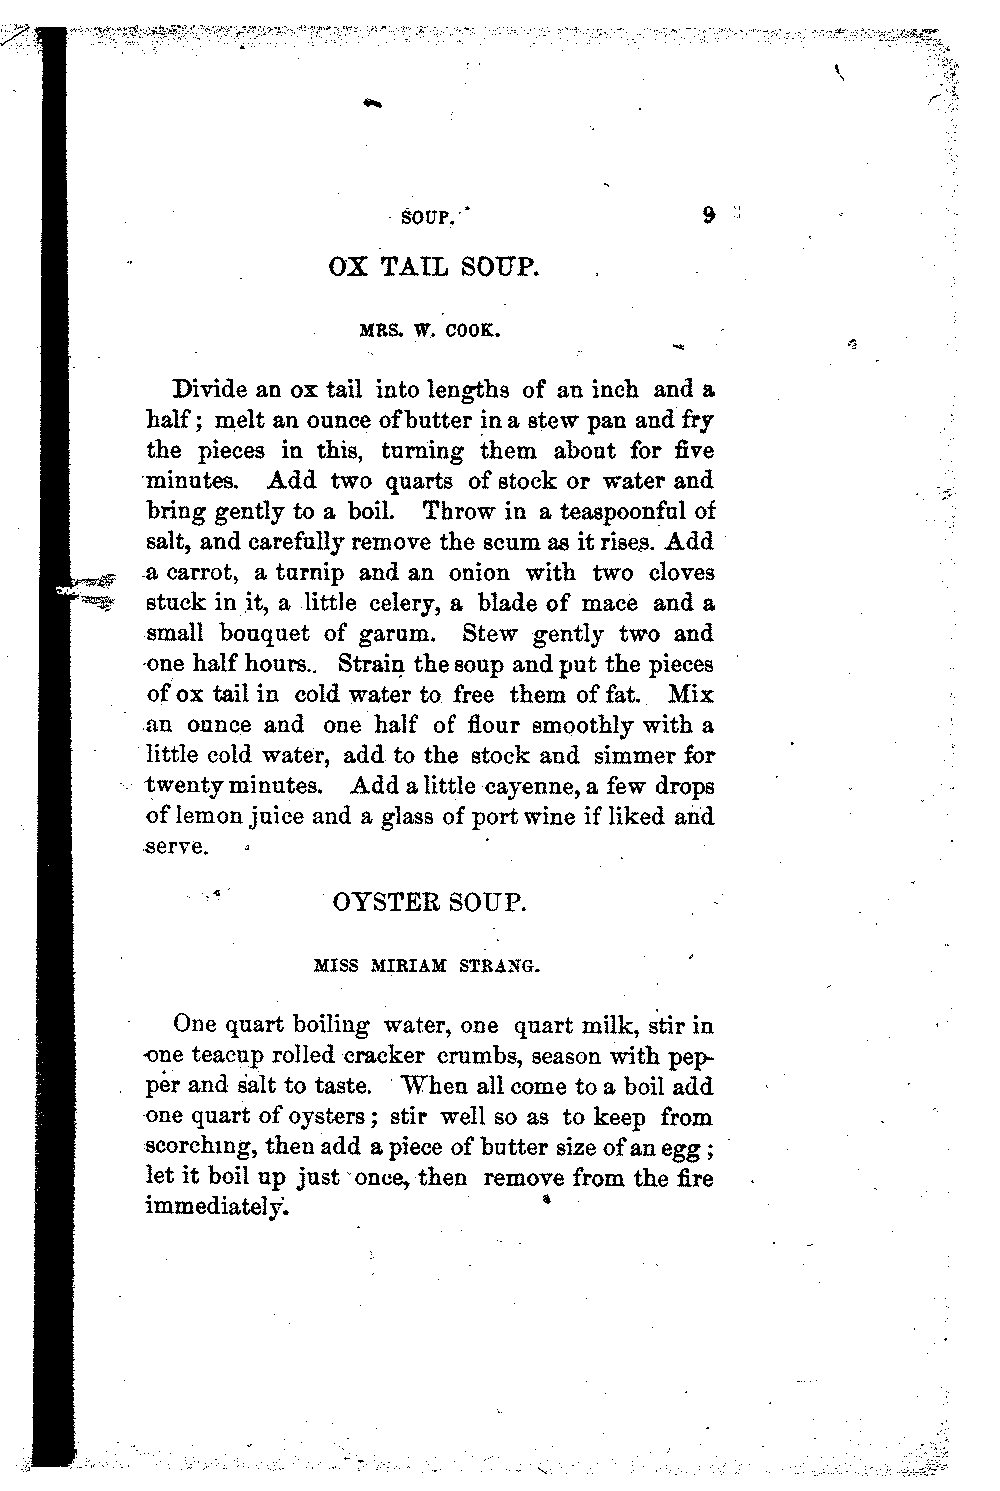 SOUP. 9
OX TAIL SOUP.
MRS. W. COOK.
Divide an ox tail into lengths of an inch and a
half; melt an ounce of butter in a stew pan and fry
the pieces in this, turning them about for five
minutes. Add two quarts of stock or water and
bring gently to a boil. Throw in a teaspoonful of
salt, and carefully remove the scum as it rises. Add
a carrot, a turnip and an onion with two cloves
stuck in it, a little celery, a blade of mace and a
small bouquet of garum. Stew gently two and
one half hours. Strain the soup and put the pieces
of ox tail in cold water to free them of fat. Mix
an ounce and one half of flour smoothly with a
little cold water, add to the stock and simmer for
twenty minutes. Add a little cayenne, a few drops
of lemon juice and a glass of port wine if liked and
serve.
OYSTER SOUP.
MISS MIRIAM STRANG.
One quart boiling water, one quart milk, stir in
one teacup rolled cracker crumbs, season with pep-
per and salt to taste. When all come to a boil add
one quart of oysters; stir well so as to keep from
scorching, then add a piece of butter size of an egg;
let it boil up just once, then remove from the fire
immediately.